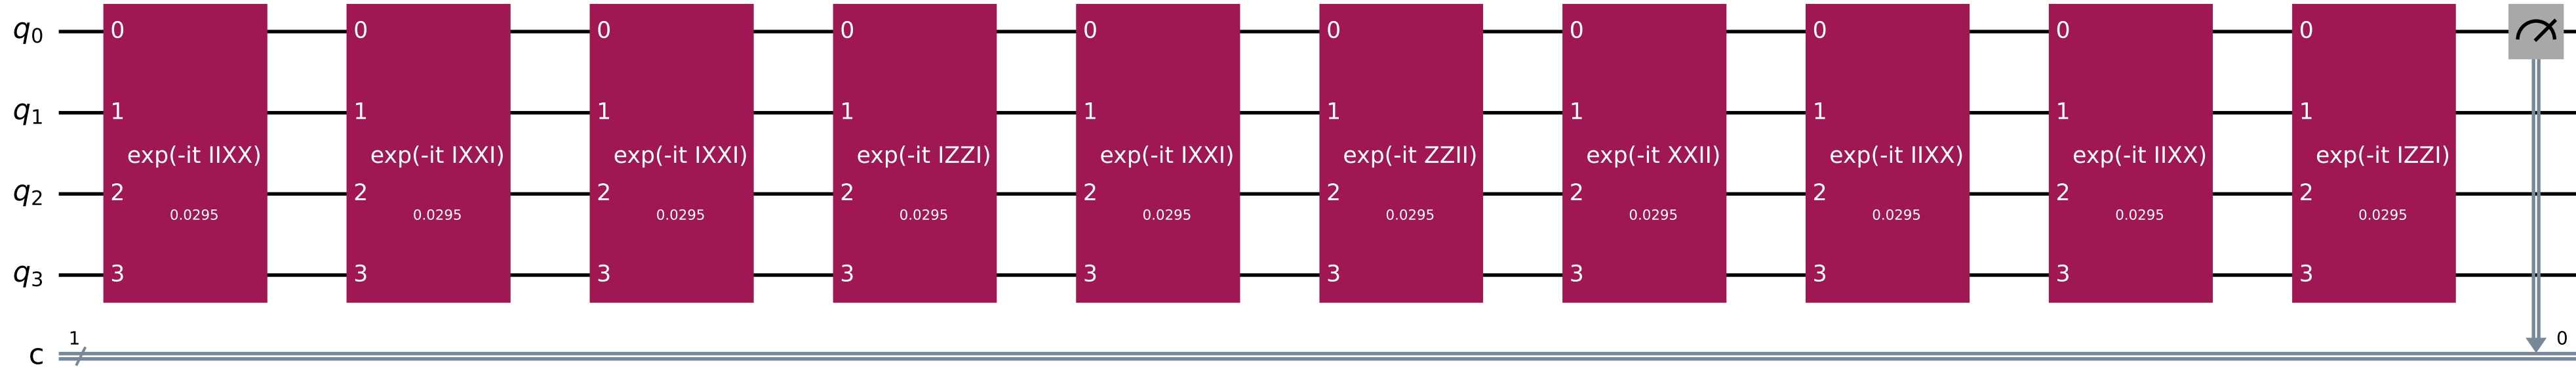 q0 0 0 0 0 0 0 0 0 0 0
q1 1 1 1 1 1 1 1 1 1 1
exp(-it IIXX) exp(-it IXXI) exp(-it IXXI) exp(-it IZZI) exp(-it IXXI) exp(-it ZZII) exp(-it XXII) exp(-it IIXX) exp(-it IIXX) exp(-it IZZI)
q2 2 2 2 2 2 2 2 2 2 2
0.0295 0.0295 0.0295 0.0295 0.0295 0.0295 0.0295 0.0295 0.0295 0.0295
q3 3 3 3 3 3 3 3 3 3 3
1 0
c